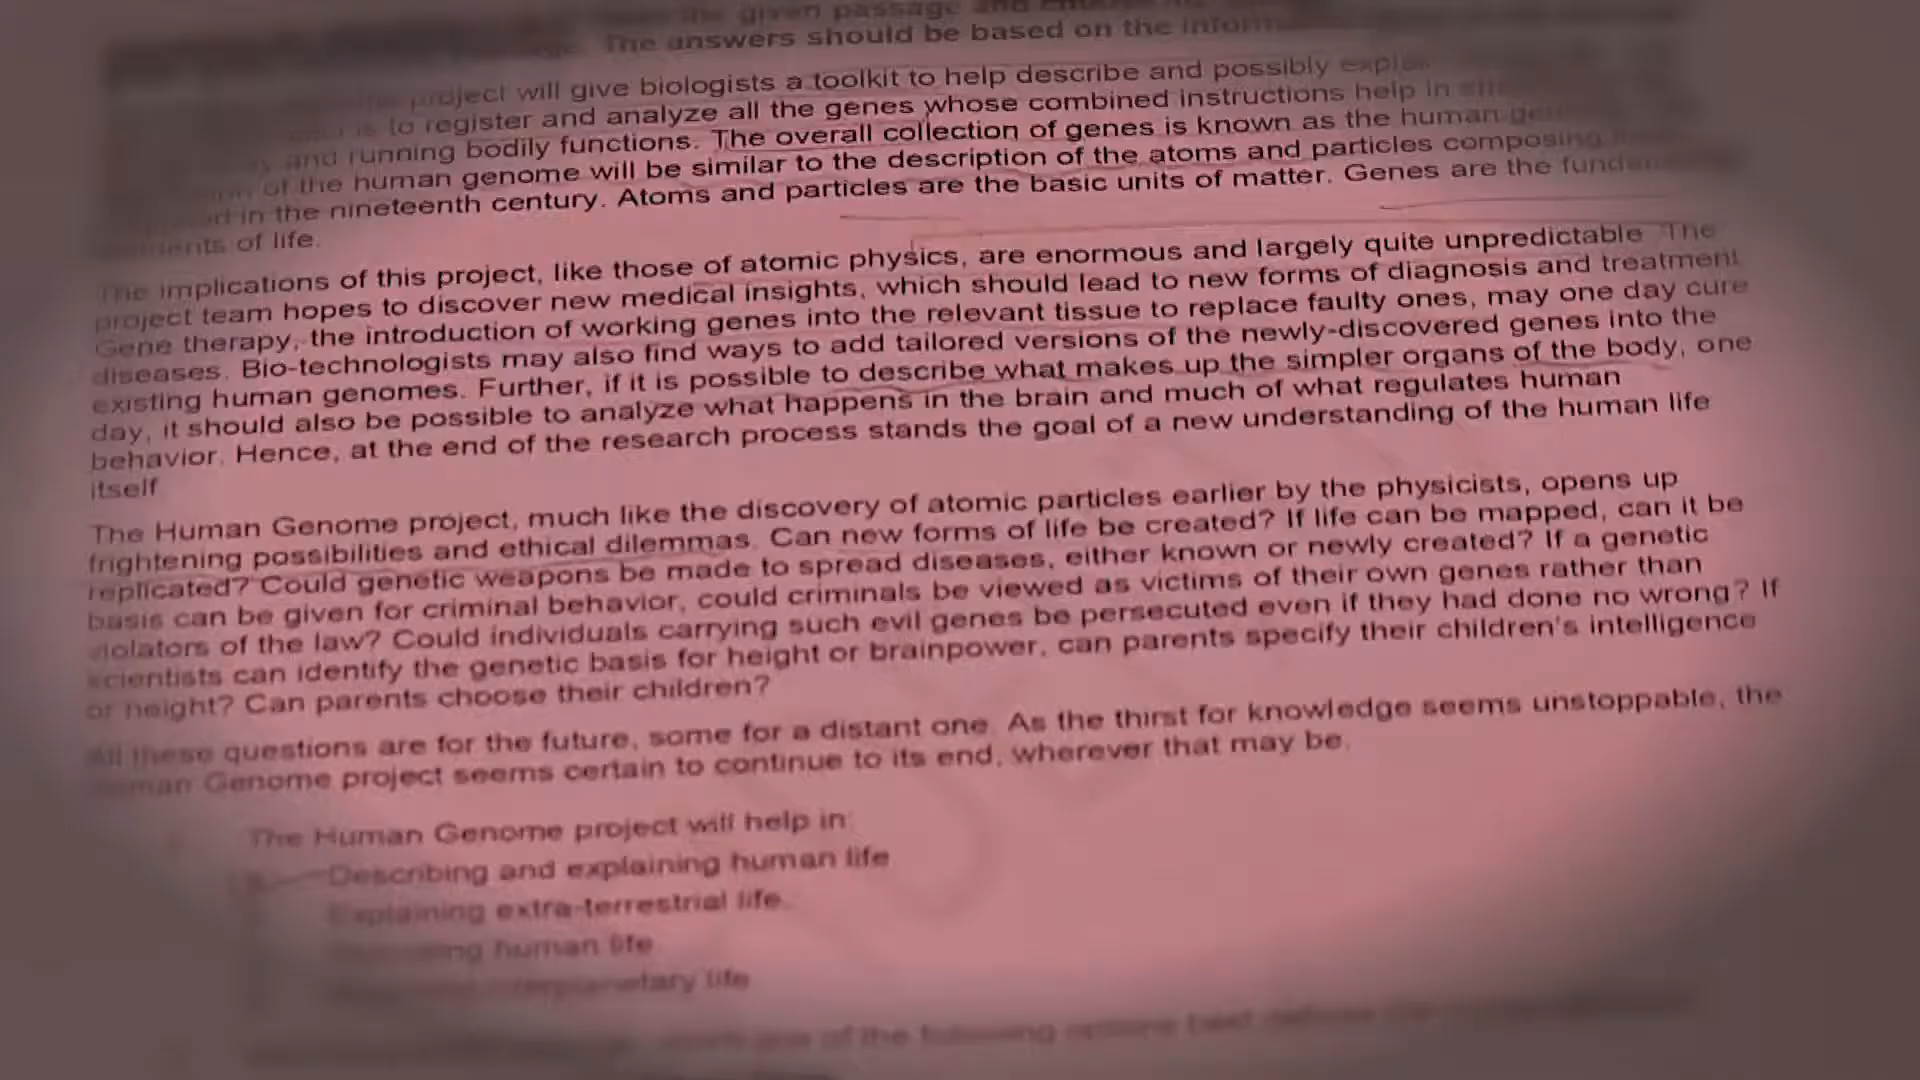 the given passage and
The answers should be based on the
project will give biologists a toolkit to help describe and possibly
is to register and analyze all the genes whose combined instructions help in
and running bodily functions. The overall collection of genes is known as the human
of the human genome will be similar to the description of the atoms and particles composing
in the nineteenth century. Atoms and particles are the basic units of matter. Genes are the
of life.
The implications of this project, like those of atomic physics, are enormous and largely quite unpredictable. The
project team hopes to discover new medical insights, which should lead to new forms of diagnosis and treatment
Gene therapy, the introduction of working genes into the relevant tissue to replace faulty ones, may one day cure
diseases. Bio-technologists may also find ways to add tailored versions of the newly-discovered genes into the
existing human genomes. Further, if it is possible to describe what makes up the simpler organs of the body, one
day, it should also be possible to analyze what happens in the brain and much of what regulates human
behavior. Hence, at the end of the research process stands the goal of a new understanding of the human life
itself
The Human Genome project, much like the discovery of atomic particles earlier by the physicists, opens up
frightening possibilities and ethical dilemmas. Can new forms of life be created? If life can be mapped, can it be
replicated? Could genetic weapons be made to spread diseases, either known or newly created? If a genetic
basis can be given for criminal behavior, could criminals be viewed as victims of their own genes rather than
violators of the law? Could individuals carrying such evil genes be persecuted even if they had done no wrong? If
scientists can identify the genetic basis for height or brainpower, can parents specify their children's intelligence
or height? Can parents choose their children?
All these questions are for the future, some for a distant one. As the thirst for knowledge seems unstoppable, the
Human Genome project seems certain to continue to its end, wherever that may be.
The Human Genome project will help in:
Describing and explaining human life
Explaining extra-terrestrial life.
human life
life
of the following options best